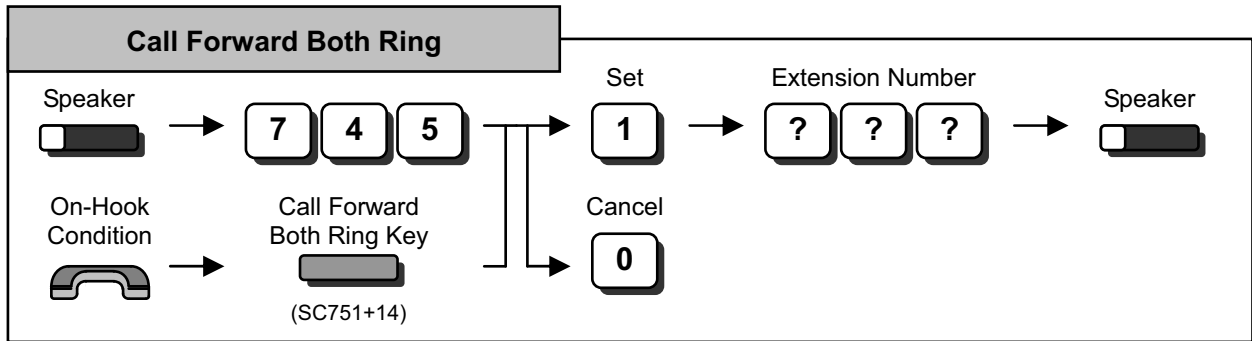 Call Forward Both Ring
Speaker
7 4 5
Set
1
Extension Number
? ? ?
Speaker
On-Hook
Condition
Call Forward
Both Ring Key
(SC751+14)
Cancel
0